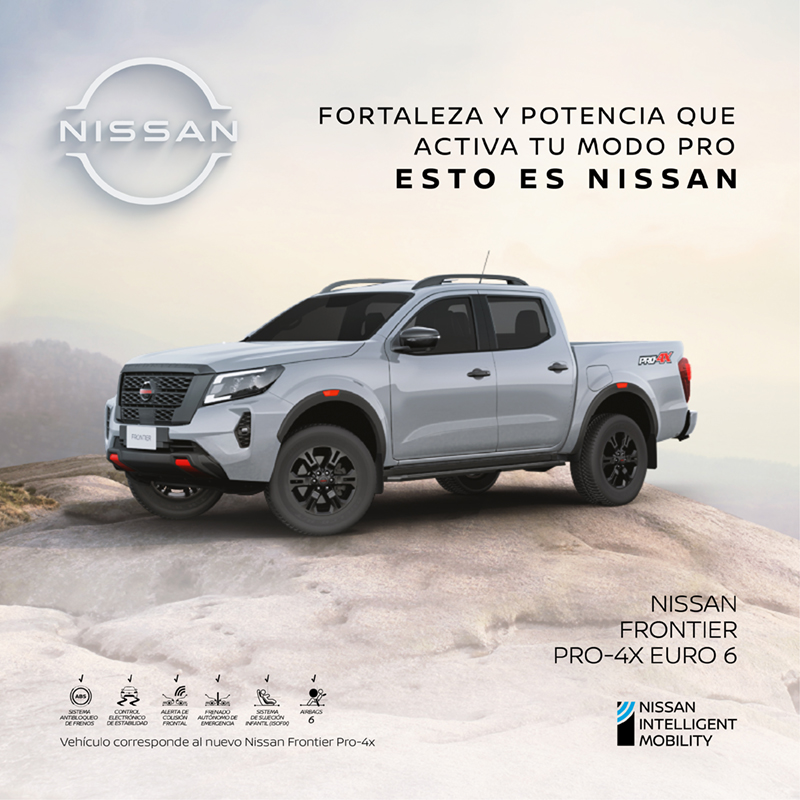 NISSAN
FORTALEZA Y POTENCIA QUE
ACTIVA TU MODO PRO
ESTO ES NISSAN
PRO-4X
FRONTIER
NISSAN
FRONTIER
PRO-4X EURO 6
ABS
SISTEMA
ANTIBLOQUEO
DE FRENOS
CONTROL
ELECTRÓNICO
DE ESTABILIDAD
ALERTA DE
COLISIÓN
FRONTAL
FRENADO
AUTÓNOMO DE
EMERGENCIA
SISTEMA
DE SUJECIÓN
INFANTIL (ISOFIX)
AIRBAGS
6
Vehículo corresponde al nuevo Nissan Frontier Pro-4x
NISSAN
INTELLIGENT
MOBILITY